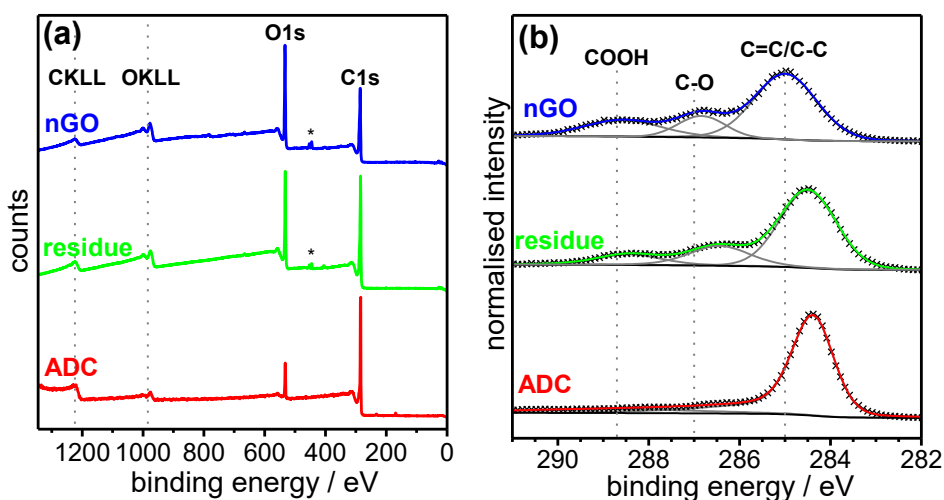 (a)
O1s
CKLL OKLL
C1s
nGO
*
residue
*
ADC
counts
1200 1000 800 600 400 200 0
binding energy / eV
(b)
C=C/C-C
COOH
C-O
nGO
residue
ADC
normalised intensity
290 288 286 284 282
binding energy / eV